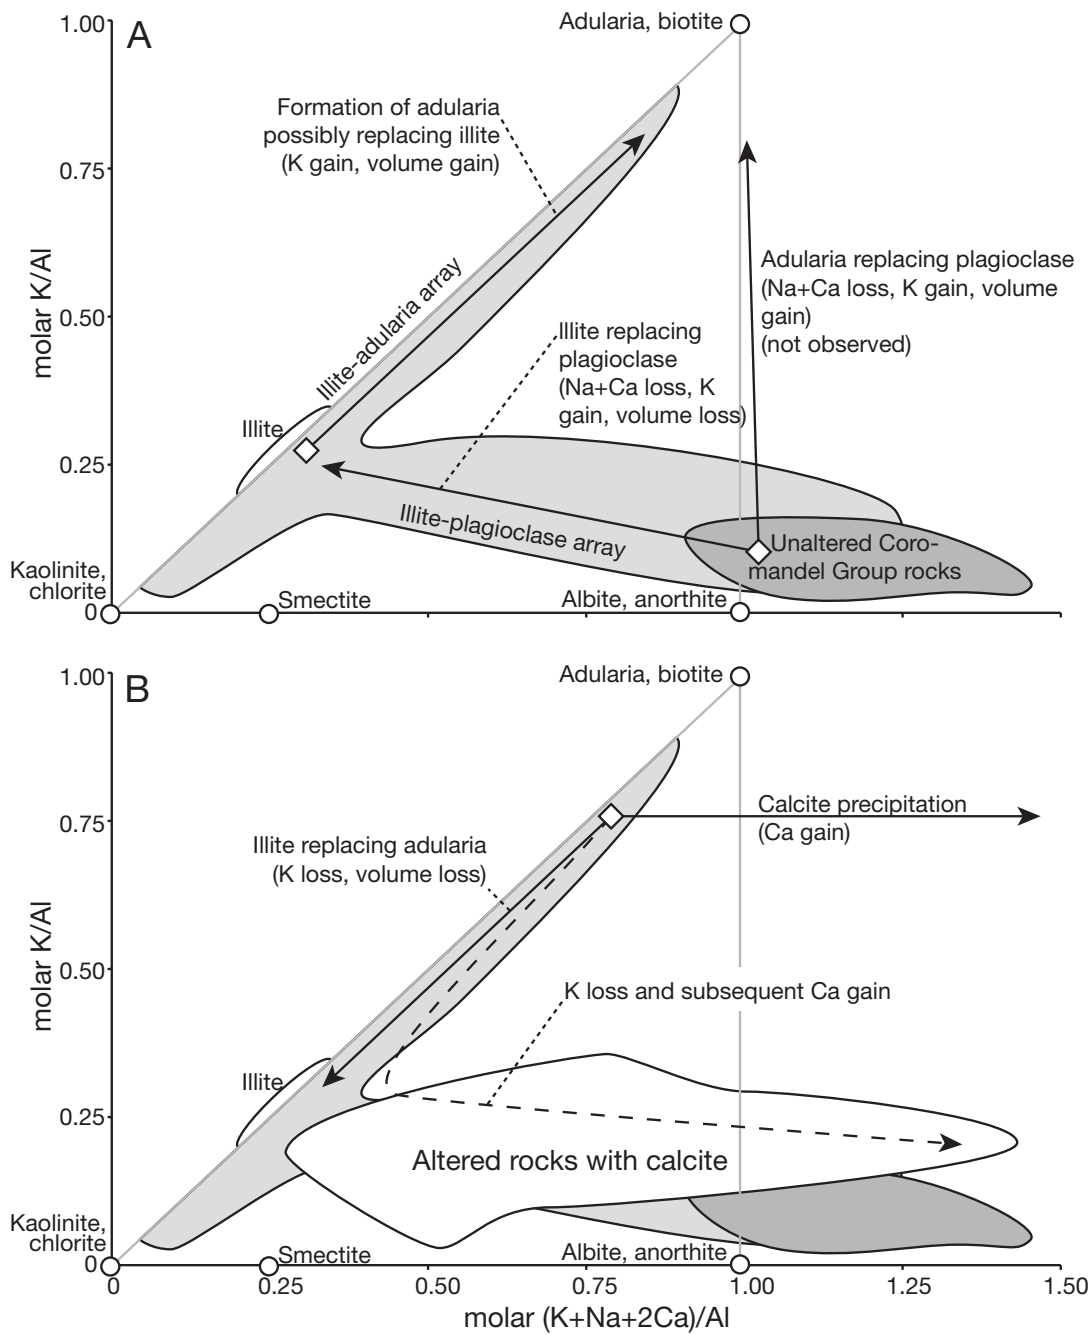 1.00
A
Adularia, biotite
Formation of adularia
possibly replacing illite
(K gain, volume gain)
0.75
molar K/Al
Adularia replacing plagioclase
(Na+Ca loss, K gain, volume
gain)
(not observed)
Illite-adularia array
0.50
Illite replacing
plagioclase
(Na+Ca loss, K
gain, volume loss)
Illite
0.25
Illite-plagioclase array
Unaltered Coro-
mandel Group rocks
Kaolinite,
chlorite
0
Smectite
Albite, anorthite
1.00
B
Adularia, biotite
0.75
Calcite precipitation
(Ca gain)
Illite replacing adularia
(K loss, volume loss)
molar K/Al
0.50
K loss and subsequent Ca gain
Illite
0.25
Altered rocks with calcite
Kaolinite,
chlorite
0
Smectite
Albite, anorthite
0
0.25
0.50
0.75
1.00
1.25
1.50
molar (K+Na+2Ca)/Al